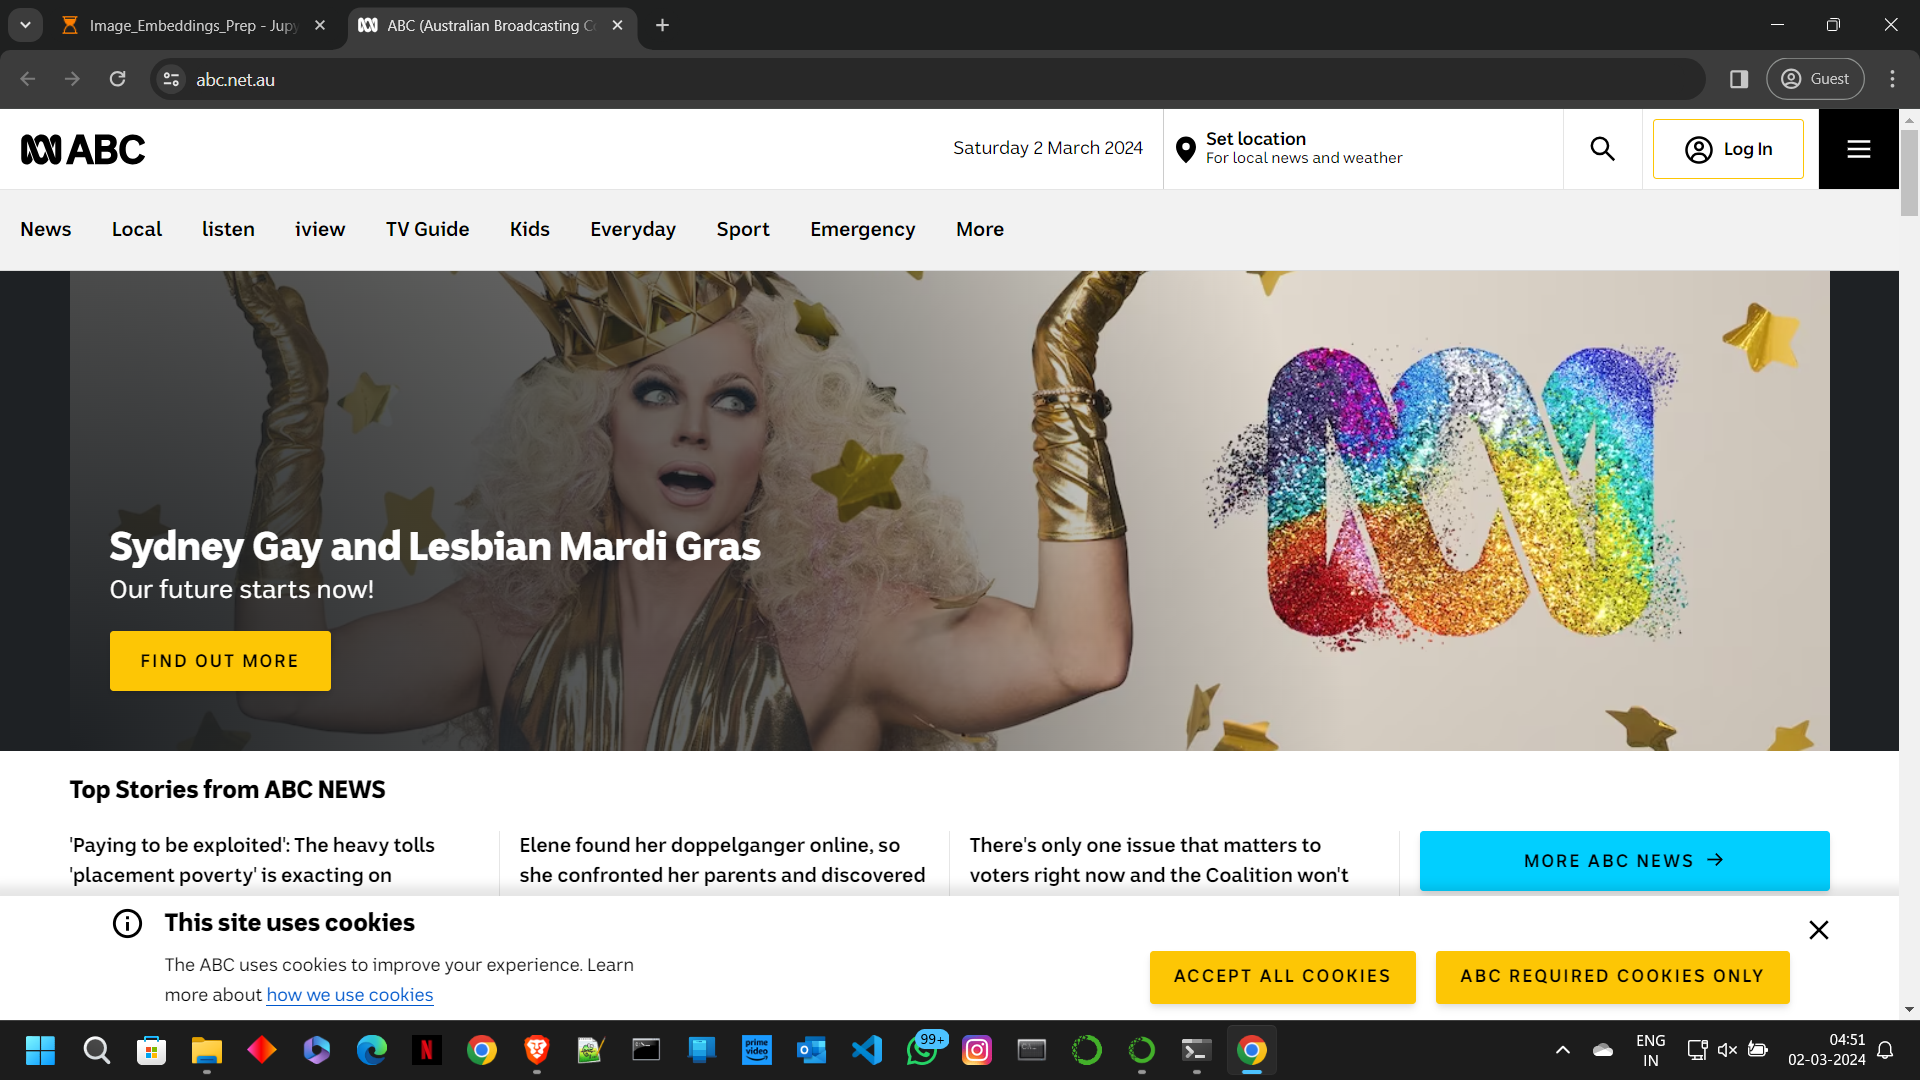 Image_Embeddings_Prep - Jupy
ABC (Australian Broadcasting C
abc.net.au
Guest
ABC
Saturday 2 March 2024
Set location
For local news and weather
Log In
News Local listen iview TV Guide Kids Everyday Sport Emergency More
Sydney Gay and Lesbian Mardi Gras
Our future starts now!
FIND OUT MORE
Top Stories from ABC NEWS
'Paying to be exploited': The heavy tolls
'placement poverty' is exacting on
Elene found her doppelganger online, so
she confronted her parents and discovered
There's only one issue that matters to
voters right now and the Coalition won't
MORE ABC NEWS
This site uses cookies
The ABC uses cookies to improve your experience. Learn
more about how we use cookies
ACCEPT ALL COOKIES
ABC REQUIRED COOKIES ONLY
N
prime
video
99+
ENG
IN
04:51
02-03-2024